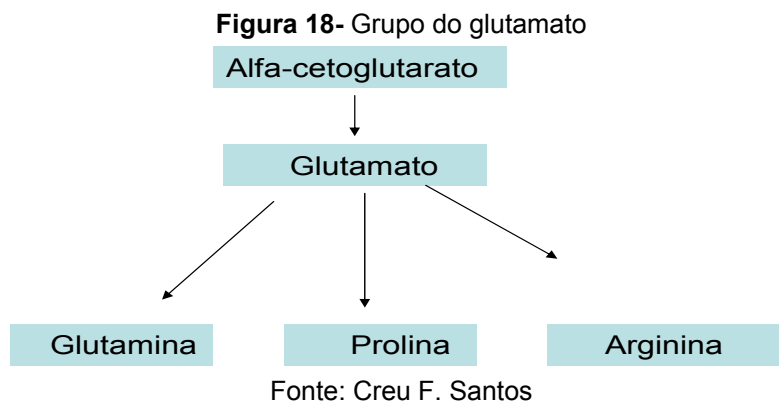 Figura 18- Grupo do glutamato
Alfa-cetoglutarato
Glutamato
Glutamina Prolina Arginina
Fonte: Creu F. Santos